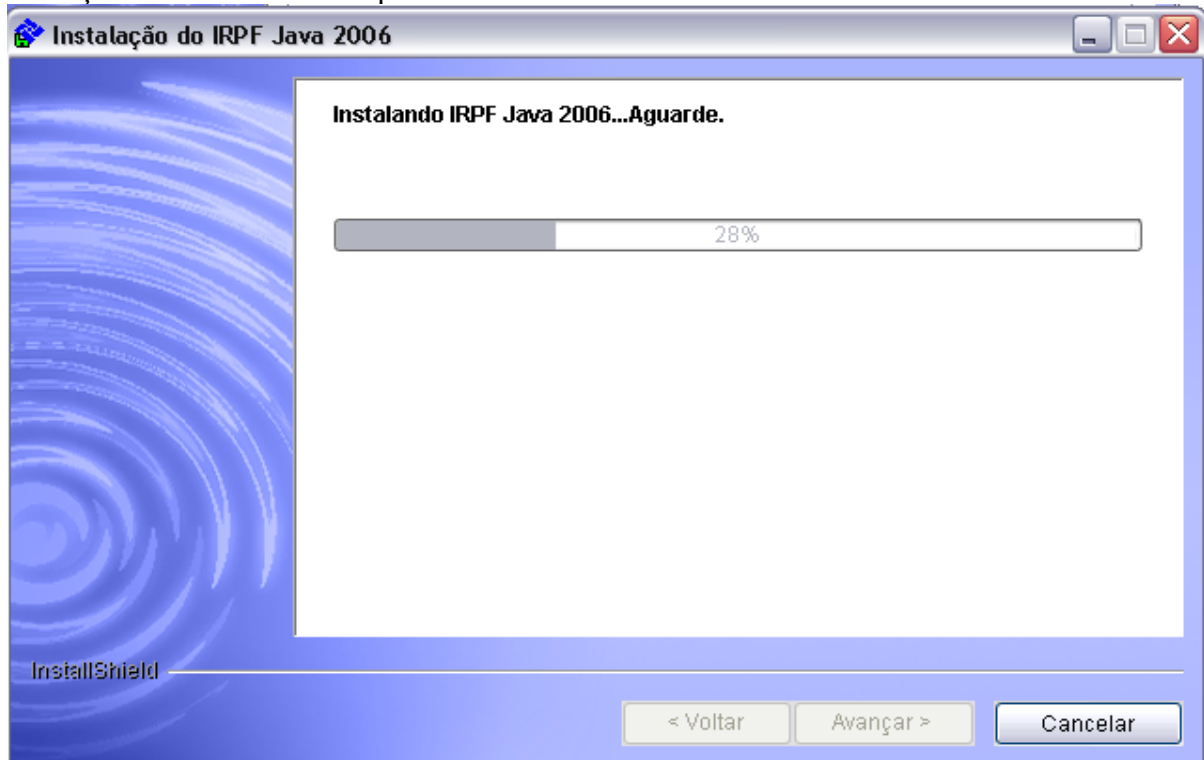 Instalação do IRPF Java 2006
Instalando IRPF Java 2006...Aguarde.
28%
InstallShield
< Voltar
Avançar >
Cancelar